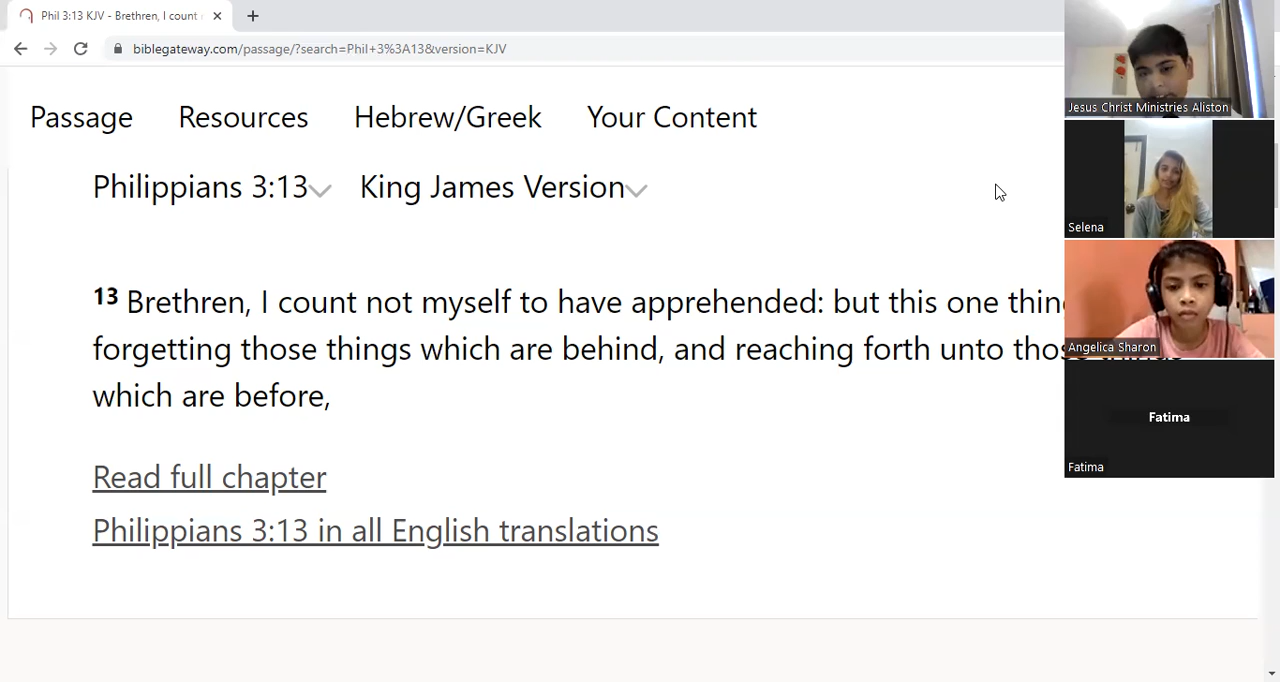 Phil 3:13 KJV - Brethren, I count
biblegateway.com/passage/?search=Phil+3%3A13&version=KJV
Passage Resources Hebrew/Greek Your Content
Philippians 3:13 King James Version
13 Brethren, I count not myself to have apprehended: but this one thin
forgetting those things which are behind, and reaching forth unto those things
which are before,
Read full chapter
Philippians 3:13 in all English translations
Jesus Christ Ministries Aliston
Selena
Angelica Sharon
Fatima
Fatima